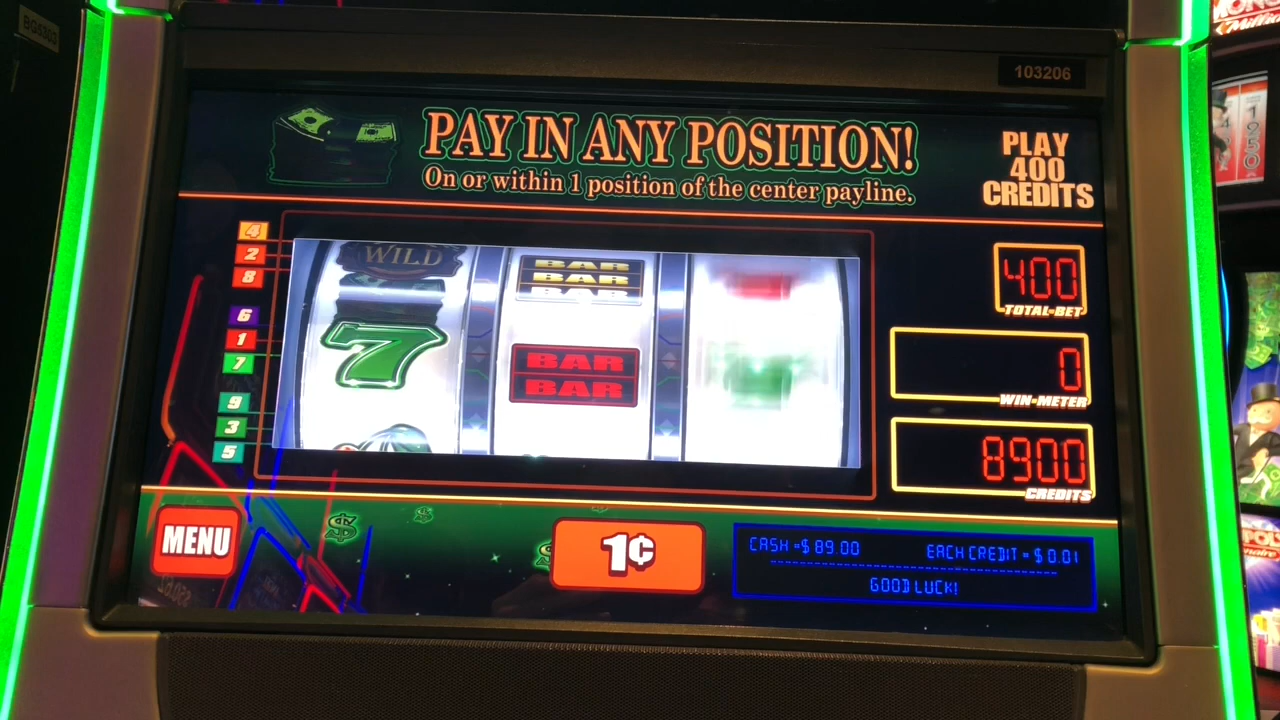 BG5303
103206
PAY IN ANY POSITION!
On or within 1 position of the center payline.
PLAY
400
CREDITS
4
2
8
6
1
7
9
3
5
WILD
7
BAR
BAR
BAR
BAR
BAR
400
TOTAL-BET
0
WIN-METER
8900
CREDITS
MENU
$
$
1¢
CASH =$ 89.00
EACH CREDIT = $ 0.01
GOOD LUCK!